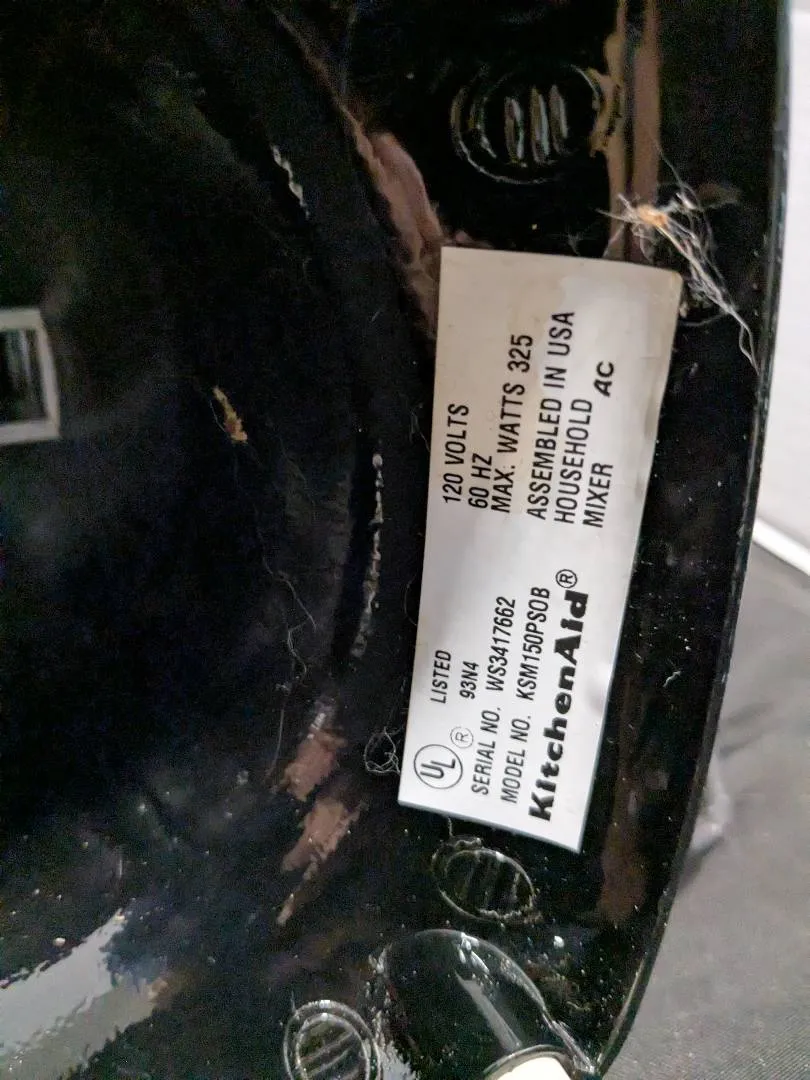 UL ® LISTED
93N4
SERIAL NO. WS3417662
MODEL NO. KSM150PSOB
KitchenAid®
120 VOLTS
60 HZ
MAX. WATTS 325
ASSEMBLED IN USA
HOUSEHOLD
MIXER AC